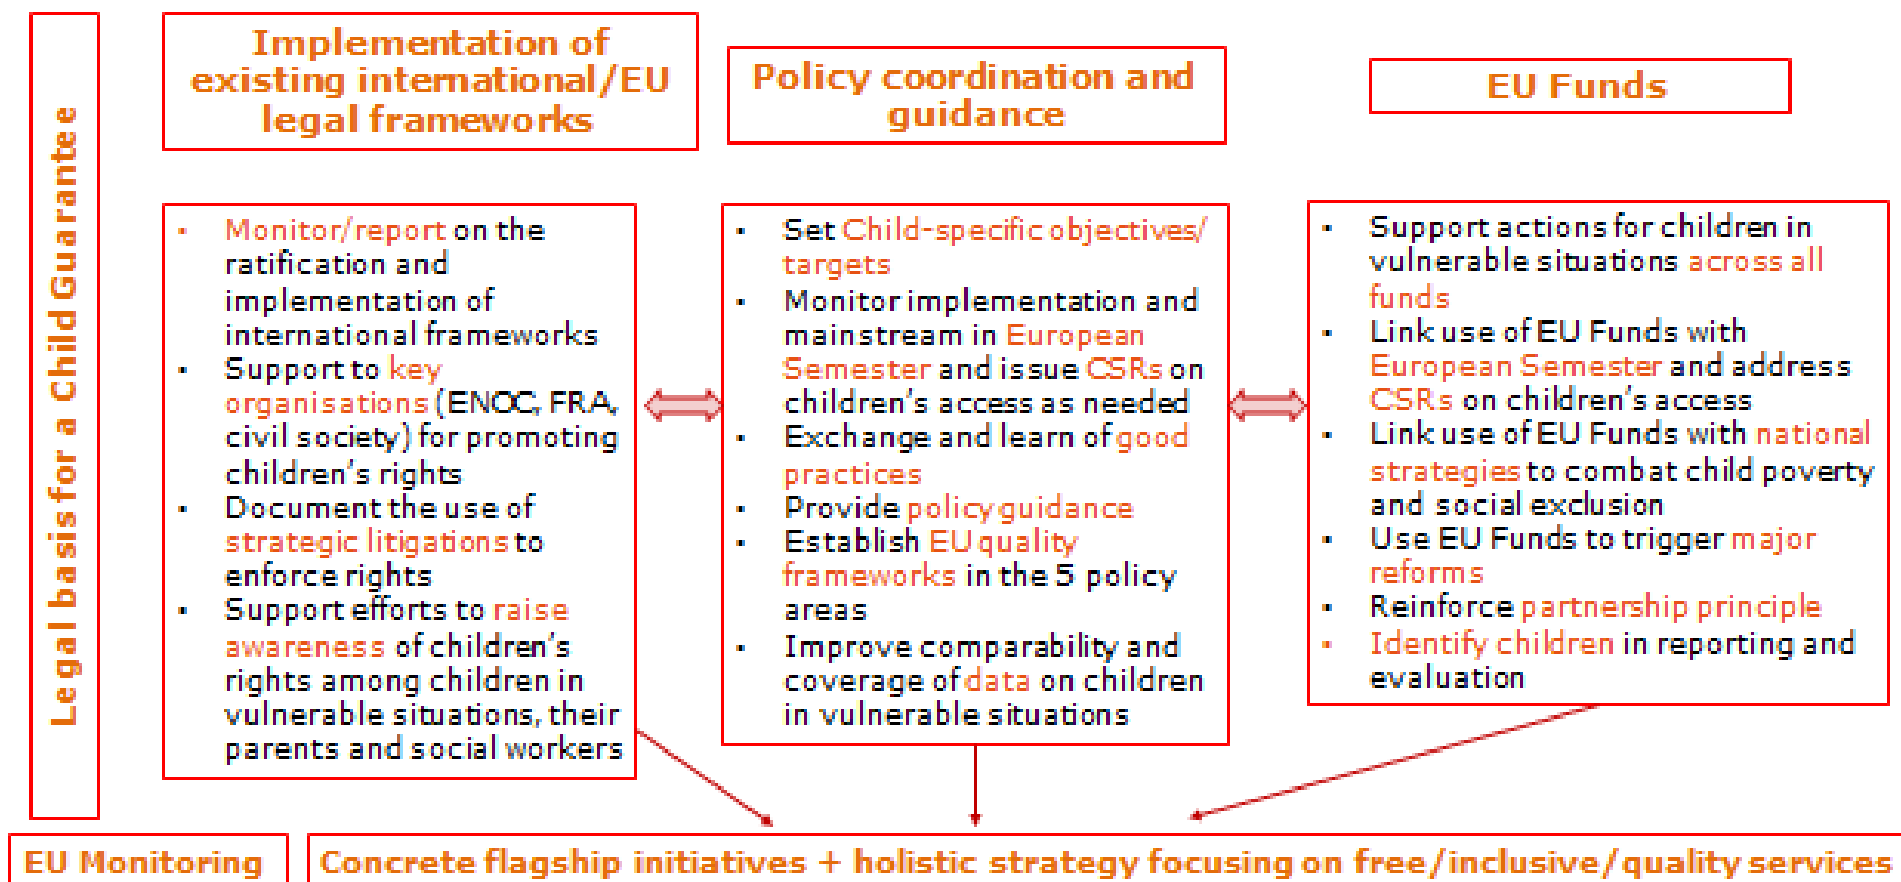 Legal basis for a Child Guarantee
Implementation of
existing international/EU
legal frameworks
Policy coordination and
guidance
EU Funds
▪ Monitor/report on the
ratification and
implementation of
international frameworks
▪ Support to key
organisations (ENOC, FRA,
civil society) for promoting
children's rights
▪ Document the use of
strategic litigations to
enforce rights
▪ Support efforts to raise
awareness of children's
rights among children in
vulnerable situations, their
parents and social workers
▪ Set Child-specific objectives/
targets
▪ Monitor implementation and
mainstream in European
Semester and issue CSRs on
children's access as needed
▪ Exchange and learn of good
practices
▪ Provide policy guidance
▪ Establish EU quality
frameworks in the 5 policy
areas
▪ Improve comparability and
coverage of data on children
in vulnerable situations
▪ Support actions for children in
vulnerable situations across all
funds
▪ Link use of EU Funds with
European Semester and address
CSRs on children's access
▪ Link use of EU Funds with national
strategies to combat child poverty
and social exclusion
▪ Use EU Funds to trigger major
reforms
▪ Reinforce partnership principle
▪ Identify children in reporting and
evaluation
EU Monitoring
Concrete flagship initiatives + holistic strategy focusing on free/inclusive/quality services